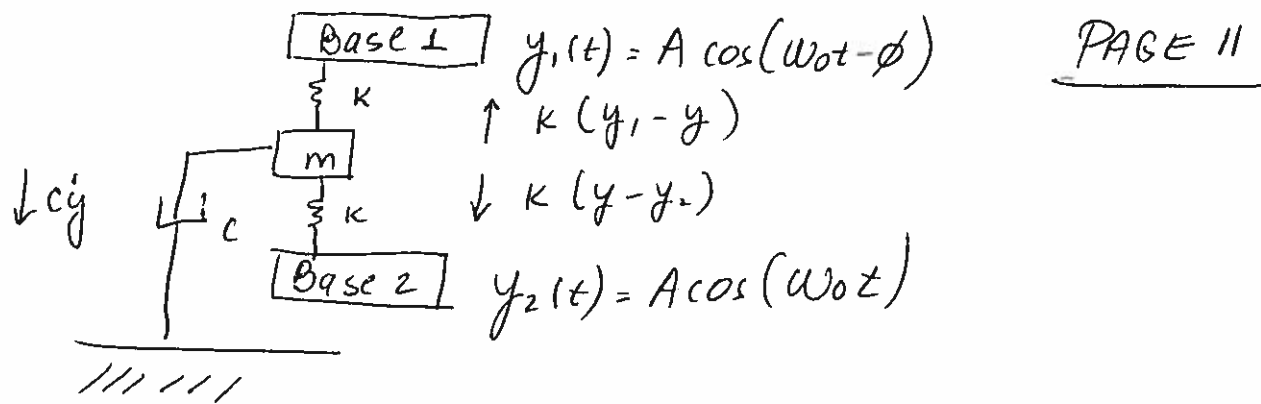 Base 1 y₁(t) = A cos(ω₀t-ϕ) PAGE 11
K ↑ K (y₁ - y)
m
↓ cẏ C K ↓ K (y - y₂)
Base 2 y₂(t) = A cos(ω₀t)